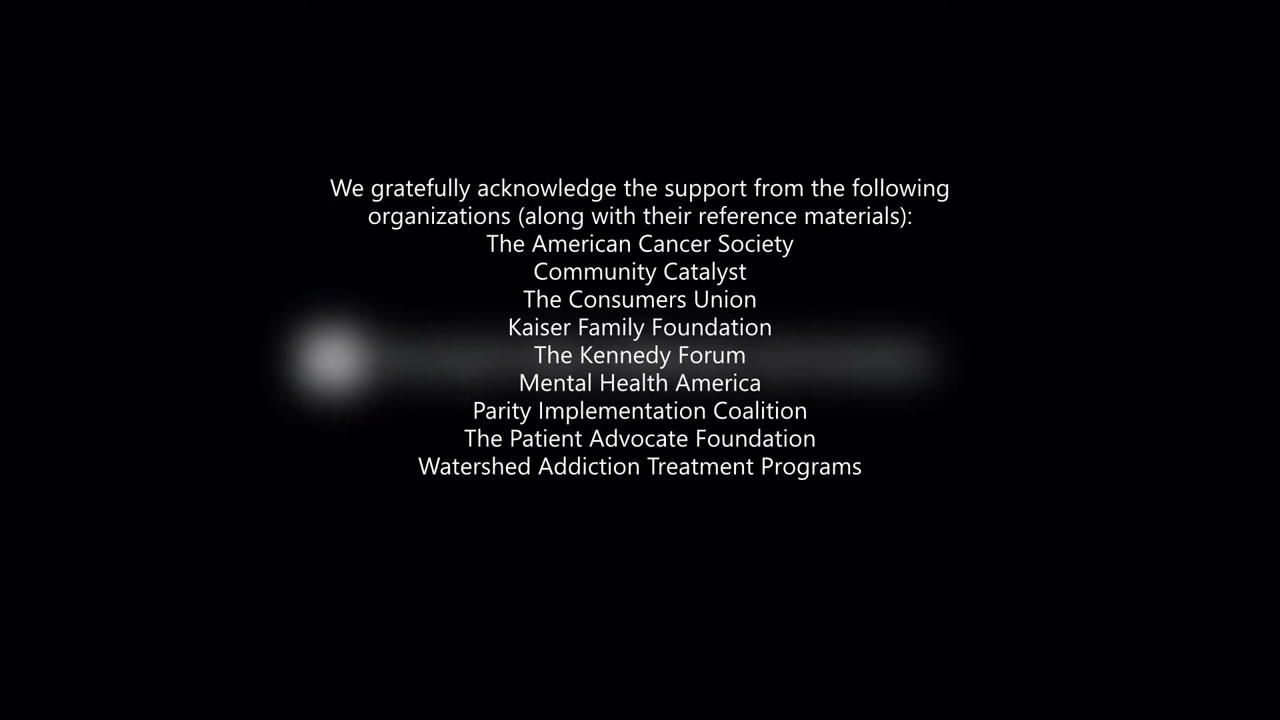 We gratefully acknowledge the support from the following
organizations (along with their reference materials):
The American Cancer Society
Community Catalyst
The Consumers Union
Kaiser Family Foundation
The Kennedy Forum
Mental Health America
Parity Implementation Coalition
The Patient Advocate Foundation
Watershed Addiction Treatment Programs